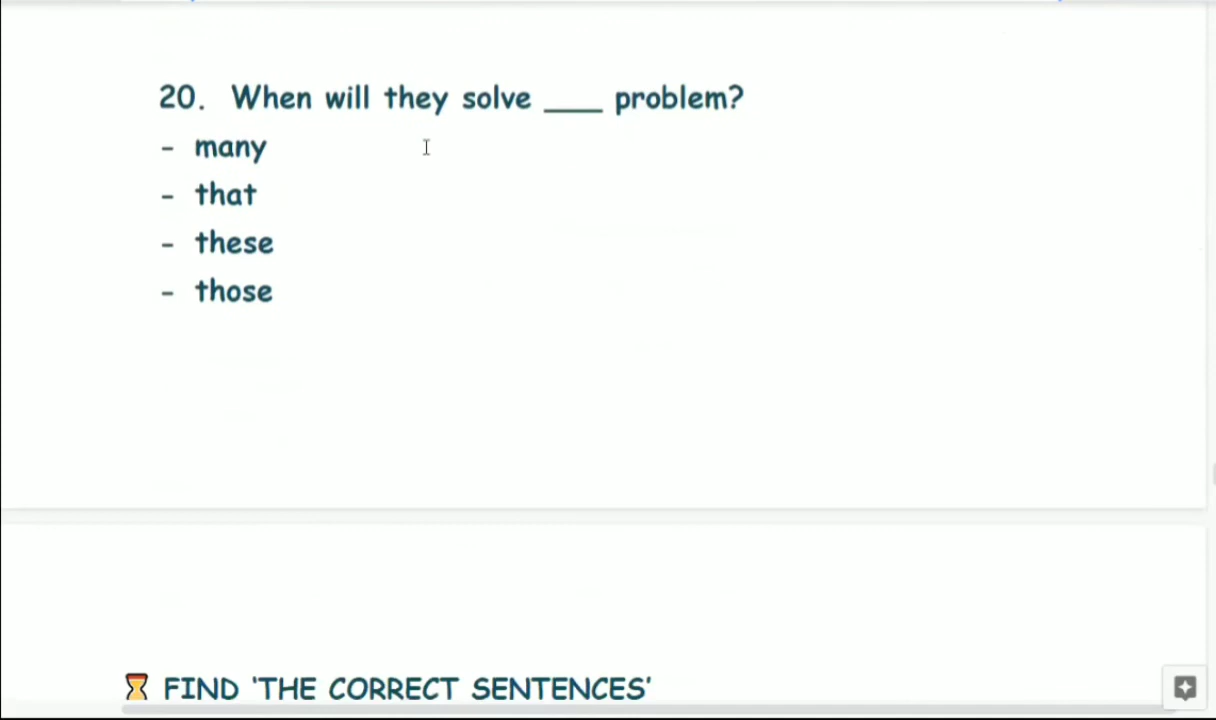 20. When will they solve ____ problem?
- many
- that
- these
- those
⏳ FIND 'THE CORRECT SENTENCES'